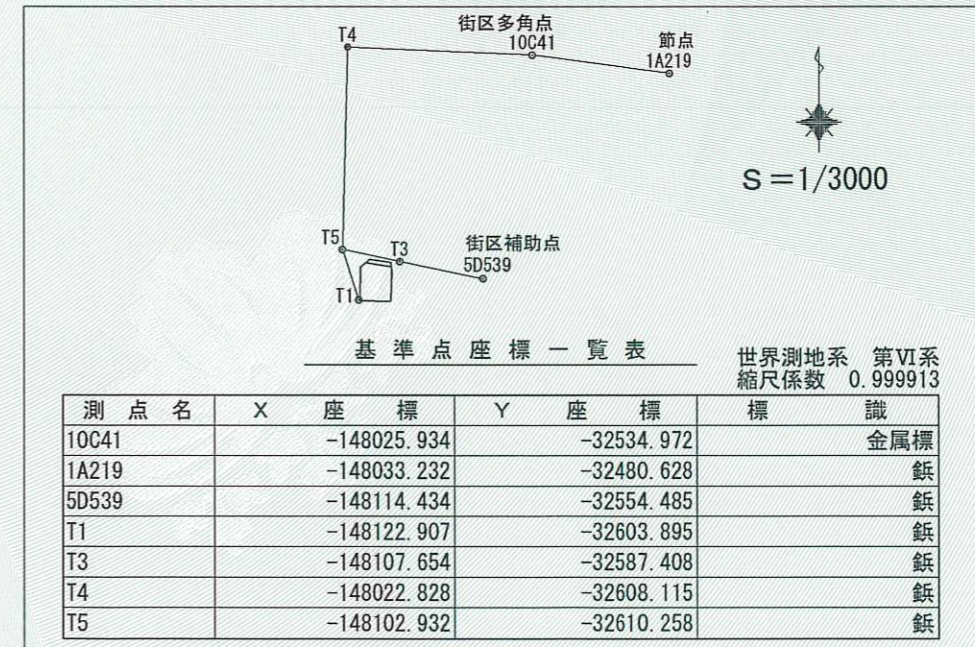 街区多角点
T4
10C41
節点
1A219
S=1/3000
T5
T3
街区補助点
5D539
T1
基準点座標一覧表
世界測地系 第Ⅵ系
縮尺係数 0.999913
測点名 X座標 Y座標 標識
10C41 -148025.934 -32534.972 金属標
1A219 -148033.232 -32480.628 鋲
5D539 -148114.434 -32554.485 鋲
T1 -148122.907 -32603.895 鋲
T3 -148107.654 -32587.408 鋲
T4 -148022.828 -32608.115 鋲
T5 -148102.932 -32610.258 鋲